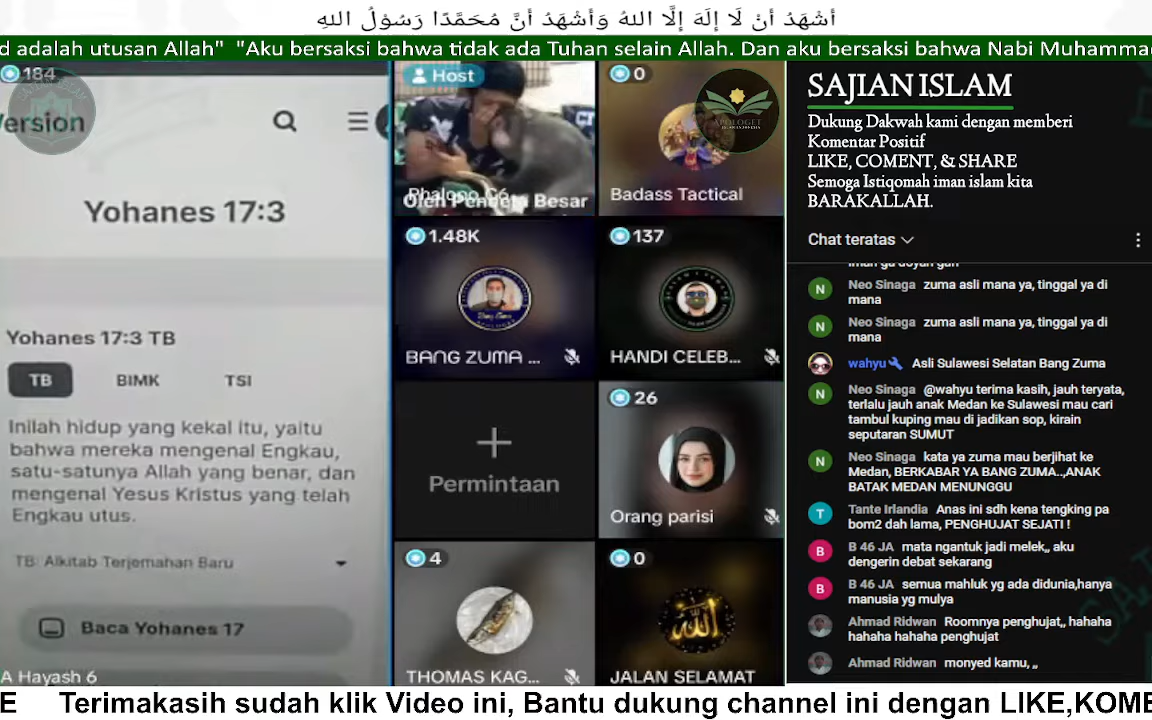 أشْهَدُ أنْ لَا إلَهَ إلَّا اللهُ وَأشْهَدُ أنَّ مُحَمَّدًا رَسُوْلُ اللهِ
d adalah utusan Allah" "Aku bersaksi bahwa tidak ada Tuhan selain Allah. Dan aku bersaksi bahwa Nabi Muhammad
184
Version
Yohanes 17:3
Yohanes 17:3 TB
TB BIMK TSI
Inilah hidup yang kekal itu, yaitu
bahwa mereka mengenal Engkau,
satu-satunya Allah yang benar, dan
mengenal Yesus Kristus yang telah
Engkau utus.
TB: Alkitab Terjemahan Baru
Baca Yohanes 17
A Hayash 6
Host
Oleh Pendeta Besar
0
APOLOGET
Badass Tactical
1.48K
BANG ZUMA ...
137
HANDI CELEB...
Permintaan
26
Orang parisi
4
THOMAS KAG...
0
JALAN SELAMAT
SAJIAN ISLAM
Dukung Dakwah kami dengan memberi
Komentar Positif
LIKE, COMENT, & SHARE
Semoga Istiqomah iman islam kita
BARAKALLAH.
Chat teratas
N Neo Sinaga zuma asli mana ya, tinggal ya di
mana
N Neo Sinaga zuma asli mana ya, tinggal ya di
mana
wahyu Asli Sulawesi Selatan Bang Zuma
N Neo Sinaga @wahyu terima kasih, jauh teryata,
terlalu jauh anak Medan ke Sulawesi mau cari
tambul kuping mau di jadikan sop, kirain
seputaran SUMUT
N Neo Sinaga kata ya zuma mau berjihat ke
Medan, BERKABAR YA BANG ZUMA..,ANAK
BATAK MEDAN MENUNGGU
T Tante Irlandia Anas ini sdh kena tengking pa
bom2 dah lama, PENGHUJAT SEJATI !
B B 46 JA mata ngantuk jadi melek,, aku
dengerin debat sekarang
B B 46 JA semua mahluk yg ada didunia,hanya
manusia yg mulya
Ahmad Ridwan Roomnya penghujat,, hahaha
hahaha hahaha penghujat
Ahmad Ridwan monyed kamu, ,,
E Terimakasih sudah klik Video ini, Bantu dukung channel ini dengan LIKE,KOME